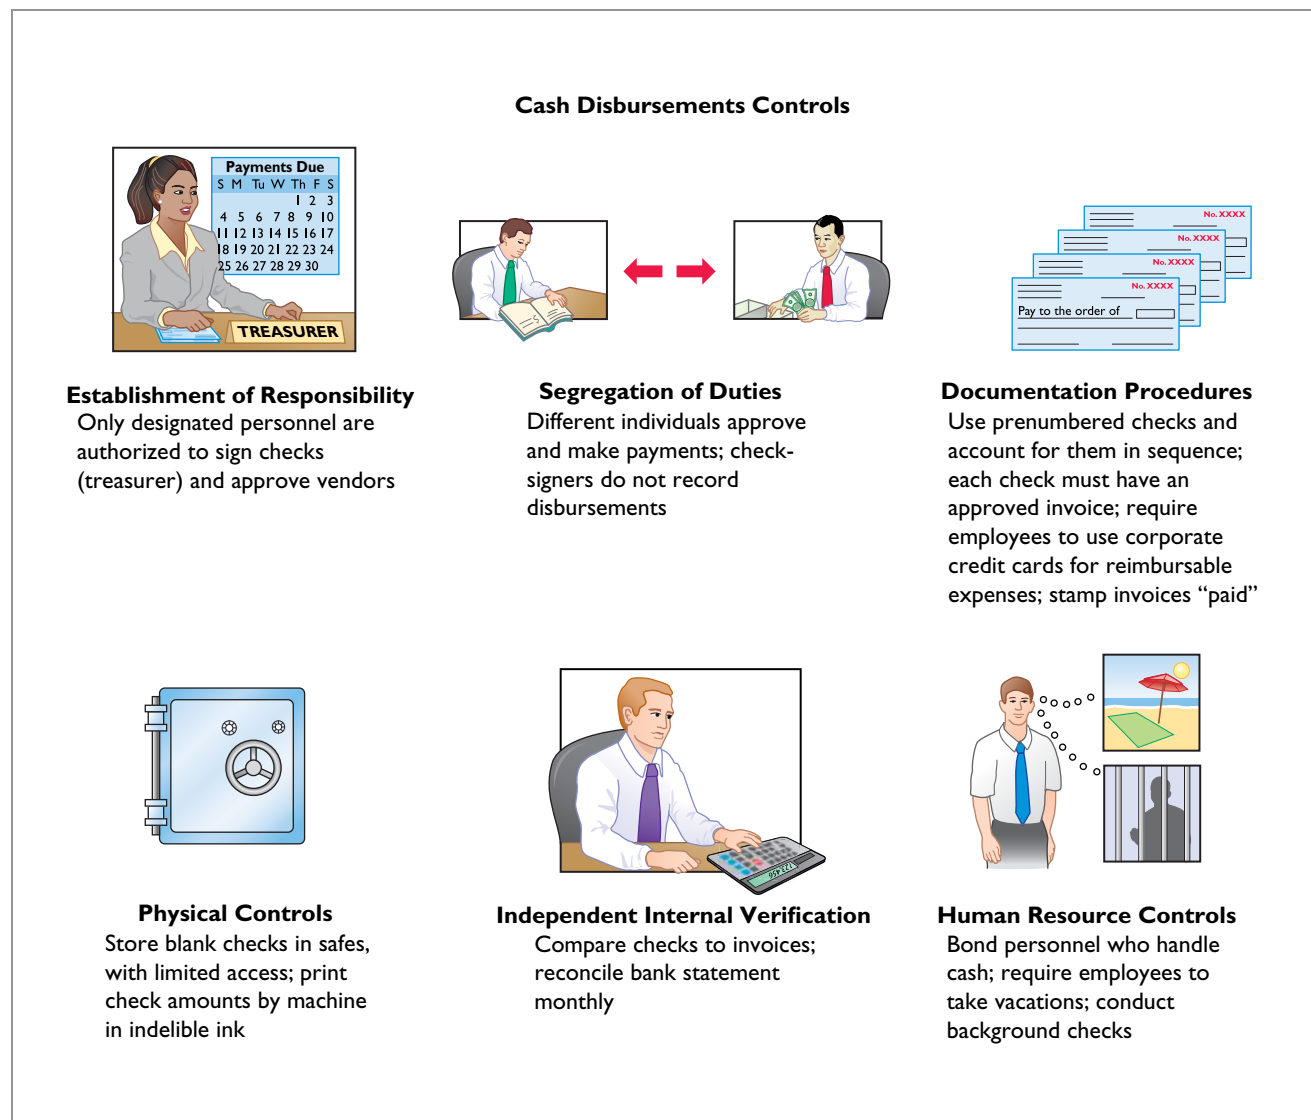 Cash Disbursements Controls
Payments Due
S M Tu W Th F S
1 2 3
4 5 6 7 8 9 10
11 12 13 14 15 16 17
18 19 20 21 22 23 24
25 26 27 28 29 30
TREASURER
Establishment of Responsibility
Only designated personnel are
authorized to sign checks
(treasurer) and approve vendors
$
Segregation of Duties
Different individuals approve
and make payments; check-
signers do not record
disbursements
No. XXXX
No. XXXX
No. XXXX
No. XXXX
Pay to the order of
Documentation Procedures
Use prenumbered checks and
account for them in sequence;
each check must have an
approved invoice; require
employees to use corporate
credit cards for reimbursable
expenses; stamp invoices “paid”
Physical Controls
Store blank checks in safes,
with limited access; print
check amounts by machine
in indelible ink
123,456
Independent Internal Verification
Compare checks to invoices;
reconcile bank statement
monthly
Human Resource Controls
Bond personnel who handle
cash; require employees to
take vacations; conduct
background checks